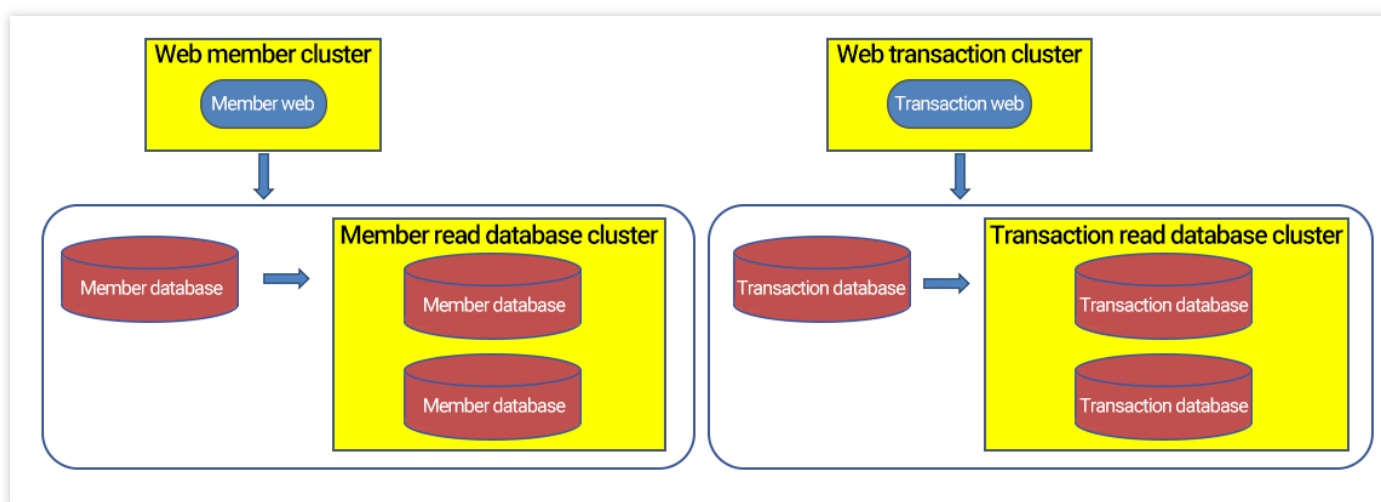 Web member cluster
Member web
Web transaction cluster
Transaction web
Member database
Member read database cluster
Member database
Member database
Transaction database
Transaction read database cluster
Transaction database
Transaction database